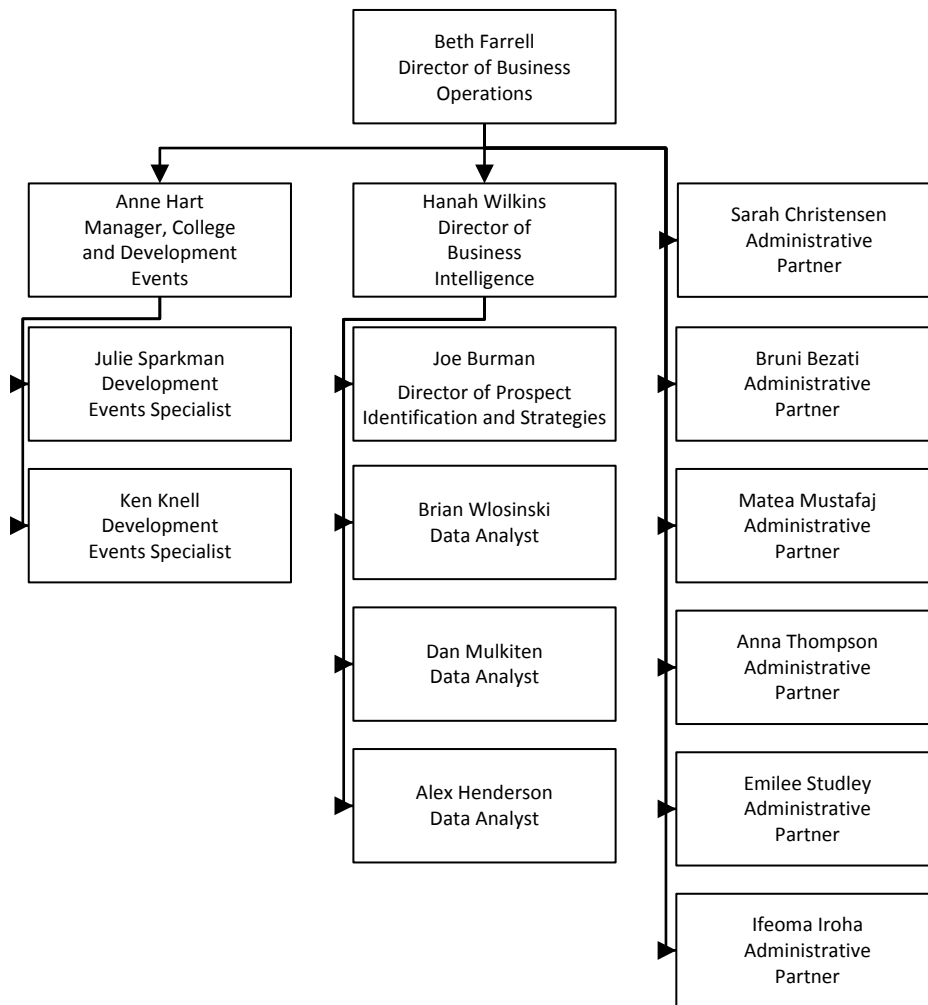 Beth Farrell
Director of Business
Operations
Anne Hart
Manager, College
and Development
Events
Hanah Wilkins
Director of
Business
Intelligence
Sarah Christensen
Administrative
Partner
Julie Sparkman
Development
Events Specialist
Joe Burman
Director of Prospect
Identification and Strategies
Bruni Bezati
Administrative
Partner
Ken Knell
Development
Events Specialist
Brian Wlosinski
Data Analyst
Matea Mustafaj
Administrative
Partner
Dan Mulkiten
Data Analyst
Anna Thompson
Administrative
Partner
Alex Henderson
Data Analyst
Emilee Studley
Administrative
Partner
Ifeoma Iroha
Administrative
Partner